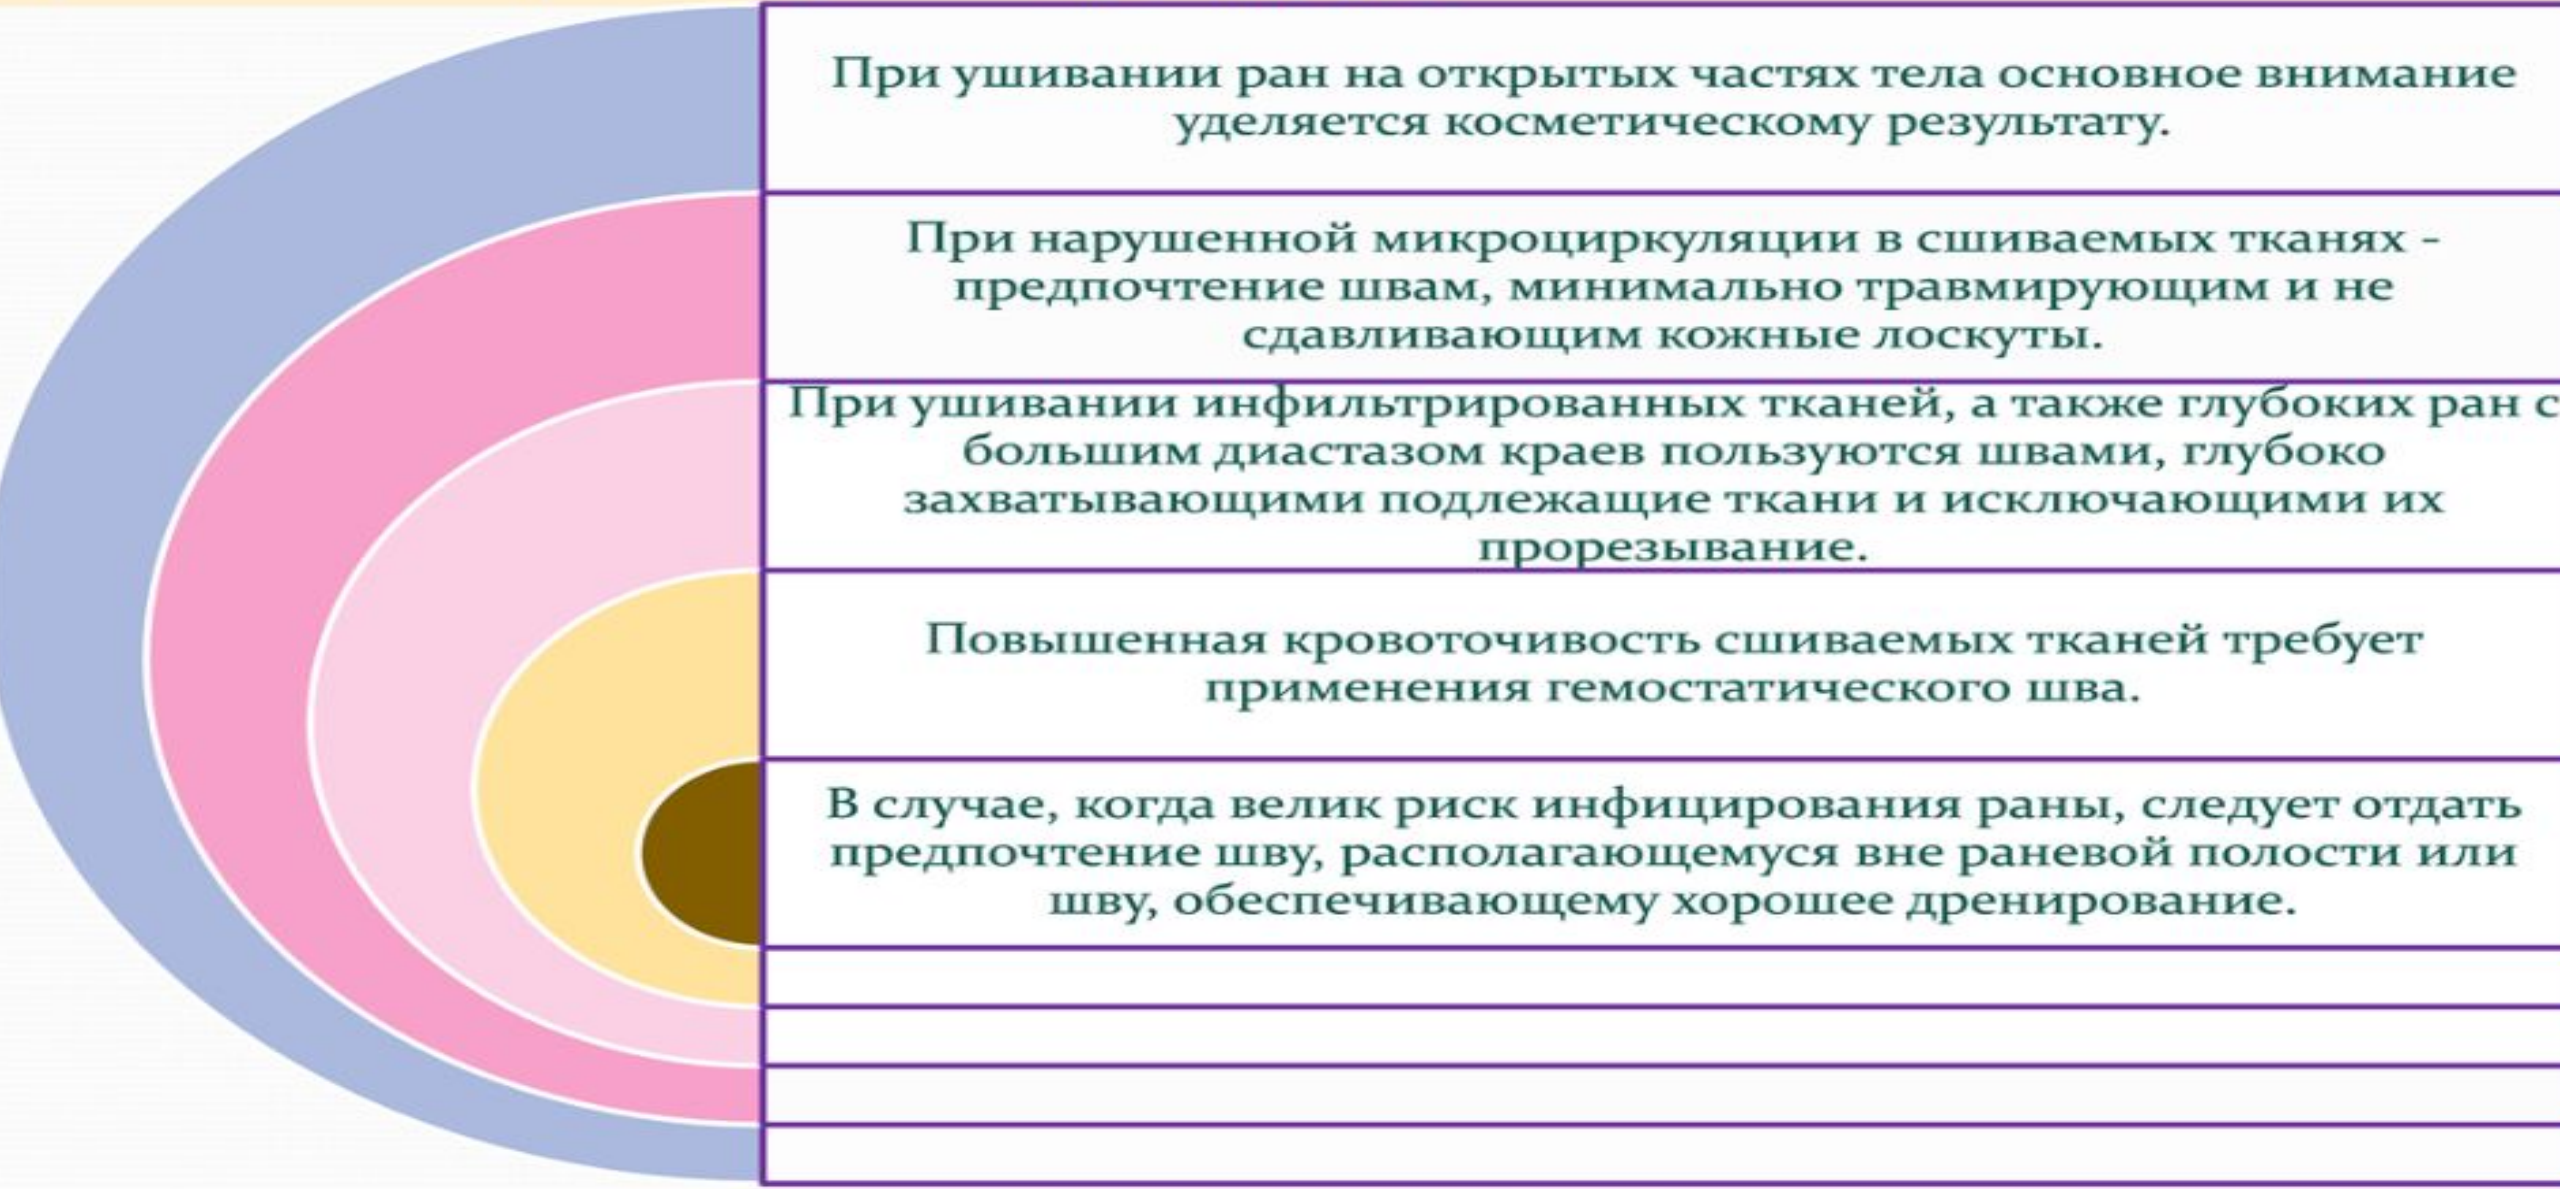 При ушивании ран на открытых частях тела основное внимание
уделяется косметическому результату.
При нарушенной микроциркуляции в сшиваемых тканях -
предпочтение швам, минимально травмирующим и не
сдавливающим кожные лоскуты.
При ушивании инфильтрированных тканей, а также глубоких ран с
большим диастазом краев пользуются швами, глубоко
захватывающими подлежащие ткани и исключающими их
прорезывание.
Повышенная кровоточивость сшиваемых тканей требует
применения гемостатического шва.
В случае, когда велик риск инфицирования раны, следует отдать
предпочтение шву, располагающемуся вне раневой полости или
шву, обеспечивающему хорошее дренирование.